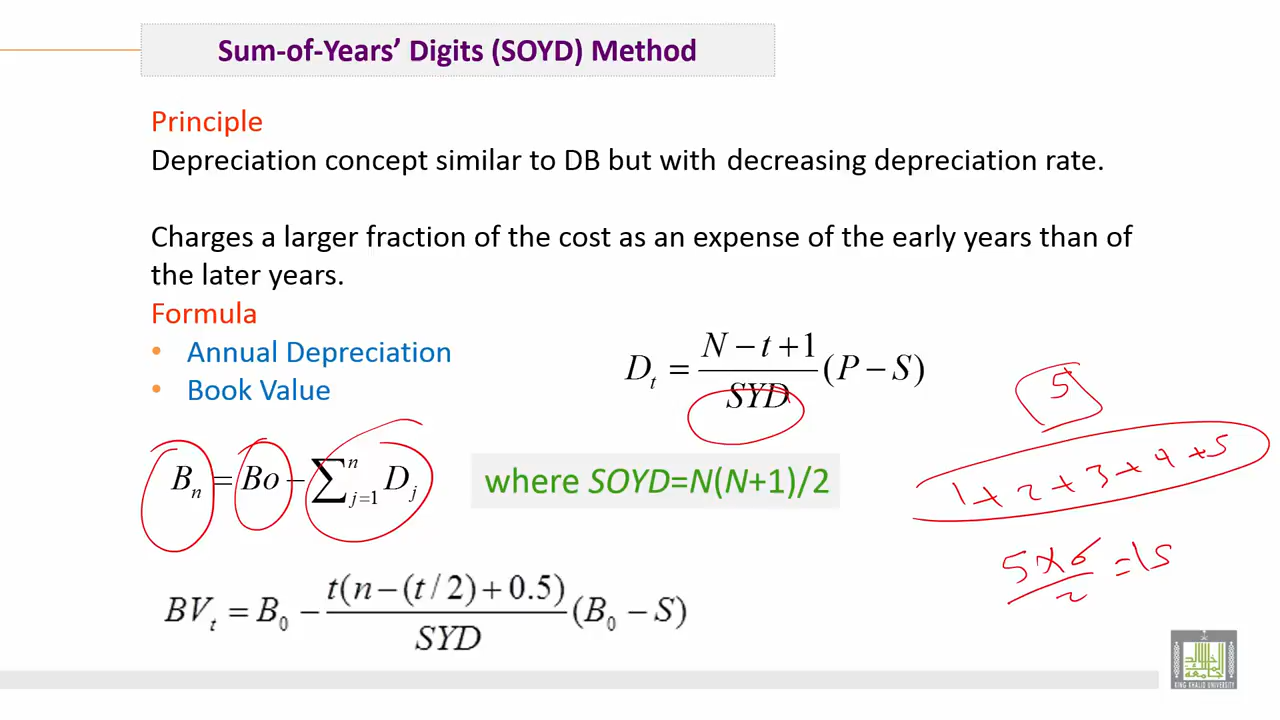 Sum-of-Years’ Digits (SOYD) Method
Principle
Depreciation concept similar to DB but with decreasing depreciation rate.
Charges a larger fraction of the cost as an expense of the early years than of
the later years.
Formula
• Annual Depreciation
• Book Value
D_t = (N − t + 1)/SYD (P − S)
5
1 + 2 + 3 + 4 + 5
B_n = Bo − ∑_{j=1}^{n} D_j
where SOYD=N(N+1)/2
5 × 6 / 2 = 15
BV_t = B_0 − t(n − (t / 2) + 0.5)/SYD (B_0 − S)
KING KHALID UNIVERSITY